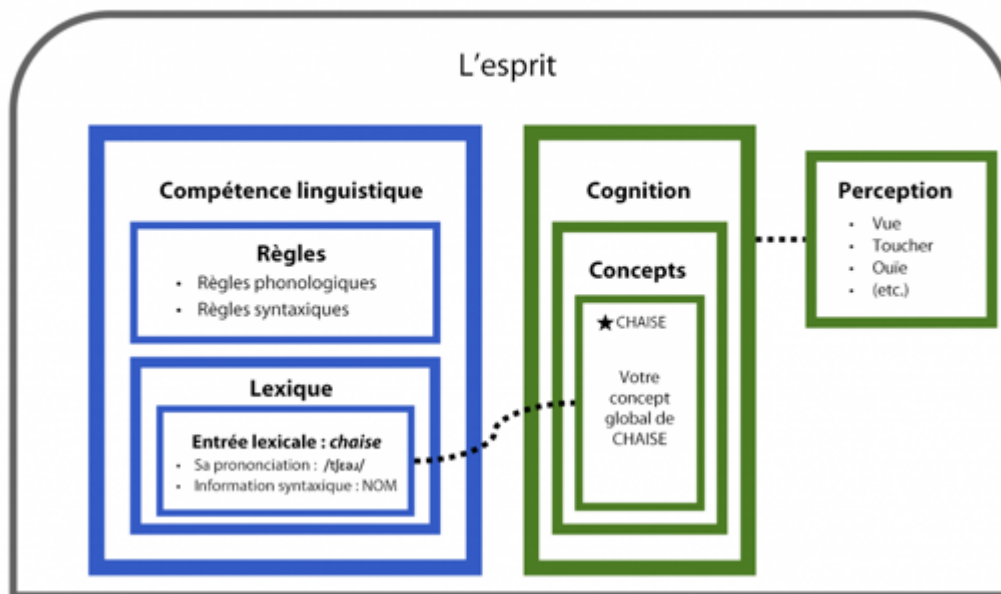 L'esprit
Compétence linguistique
Règles
• Règles phonologiques
• Règles syntaxiques
Lexique
Entrée lexicale : chaise
• Sa prononciation : /tʃɛəɹ/
• Information syntaxique : NOM
Cognition
Concepts
★ CHAISE
Votre
concept
global de
CHAISE
Perception
• Vue
• Toucher
• Ouïe
• (etc.)